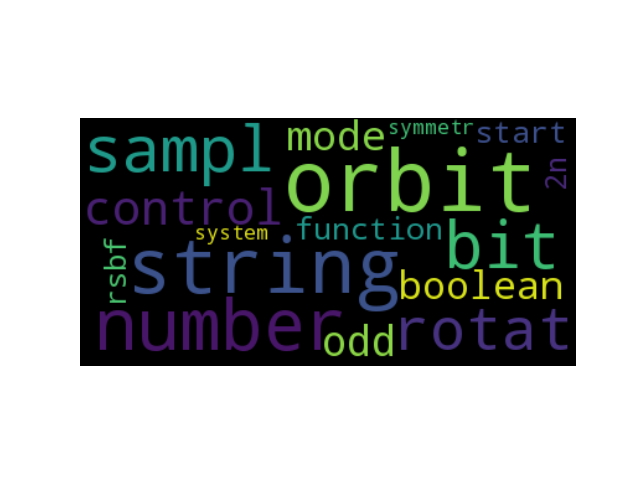 sampl
mode
symmetr
start
orbit
2n
control
system
function
bit
rsbf
string
boolean
number
odd
rotat